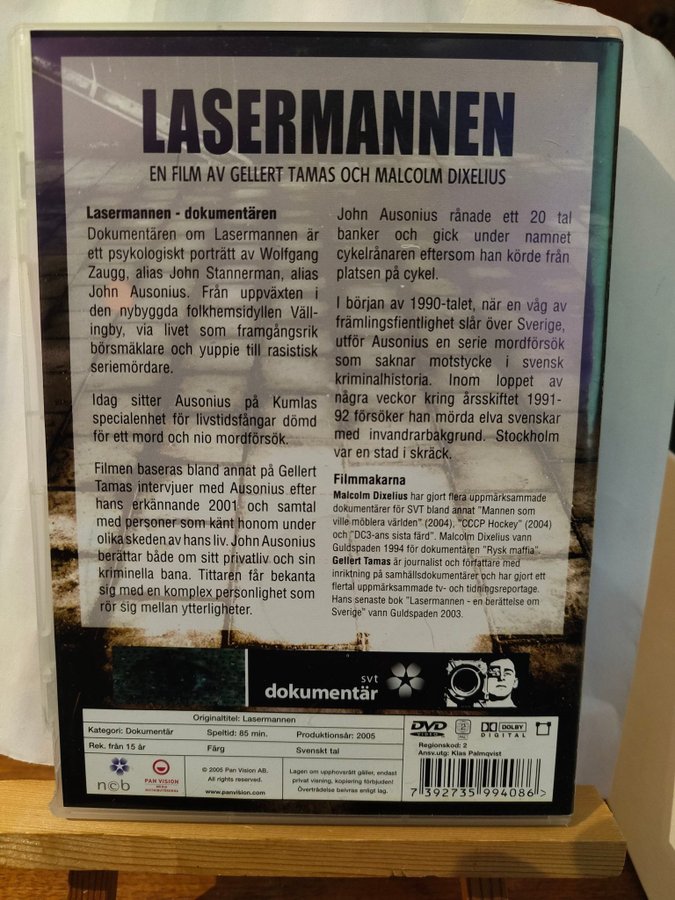 LASERMANNEN
EN FILM AV GELLERT TAMAS OCH MALCOLM DIXELIUS
Lasermannen - dokumentären
Dokumentären om Lasermannen är
ett psykologiskt porträtt av Wolfgang
Zaugg, alias John Stannerman, alias
John Ausonius. Från uppväxten i
den nybyggda folkhemsidyllen Väll-
ingby, via livet som framgångsrik
börsmäklare och yuppie till rasistisk
seriemördare.
Idag sitter Ausonius på Kumlas
specialenhet för livstidsfångar dömd
för ett mord och nio mordförsök.
Filmen baseras bland annat på Gellert
Tamas intervjuer med Ausonius efter
hans erkännande 2001 och samtal
med personer som känt honom under
olika skeden av hans liv. John Ausonius
berättar både om sitt privatliv och sin
kriminella bana. Tittaren får bekanta
sig med en komplex personlighet som
rör sig mellan ytterligheter.
John Ausonius rånade ett 20 tal
banker och gick under namnet
cykelrånaren eftersom han körde från
platsen på cykel.
I början av 1990-talet, när en våg av
främlingsfientlighet slår över Sverige,
utför Ausonius en serie mordförsök
som saknar motstycke i svensk
kriminalhistoria. Inom loppet av
några veckor kring årsskiftet 1991-
92 försöker han mörda elva svenskar
med invandrarbakgrund. Stockholm
var en stad i skräck.
Filmmakarna
Malcolm Dixelius har gjort flera uppmärksammade
dokumentärer för SVT bland annat "Mannen som
ville möblera världen" (2004), "CCCP Hockey" (2004)
och "DC3-ans sista färd". Malcolm Dixelius vann
Guldspaden 1994 för dokumentären "Rysk maffia".
Gellert Tamas är journalist och författare med
inriktning på samhällsdokumentärer och har gjort ett
flertal uppmärksammade tv- och tidningsreportage.
Hans senaste bok "Lasermannen - en berättelse om
Sverige" vann Guldspaden 2003.
svt
dokumentär
Originaltitel: Lasermannen
Kategori: Dokumentär
Speltid: 85 min.
Produktionsår: 2005
Rek. från 15 år
Färg
Svenskt tal
DVD
VIDEO
2
PAL
DOLBY
DIGITAL
Regionskod: 2
Ansv.utg: Klas Palmqvist
ncb
PAN VISION
MEDIA
DISTRIBUTÖRERNA
© 2005 Pan Vision AB.
All rights reserved.
www.panvision.com
Lagen om upphovsrätt gäller, endast
privat visning, kopiering förbjuden!
Överträdelse beivras enligt lag.
7 392735 994086 >